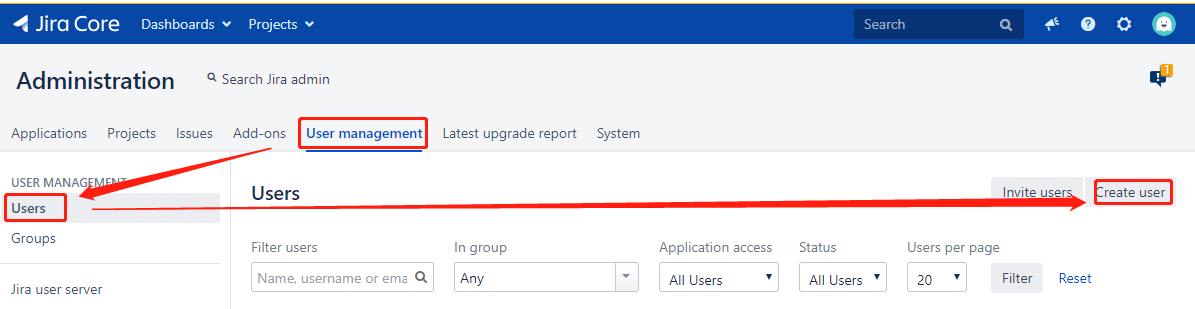 Jira Core Dashboards Projects Search
Administration Search Jira admin 1
Applications Projects Issues Add-ons User management Latest upgrade report System
USER MANAGEMENT
Users
Groups
Jira user server
Users Invite users Create user
Filter users In group Application access Status Users per page
Name, username or ema Any All Users All Users 20 Filter Reset